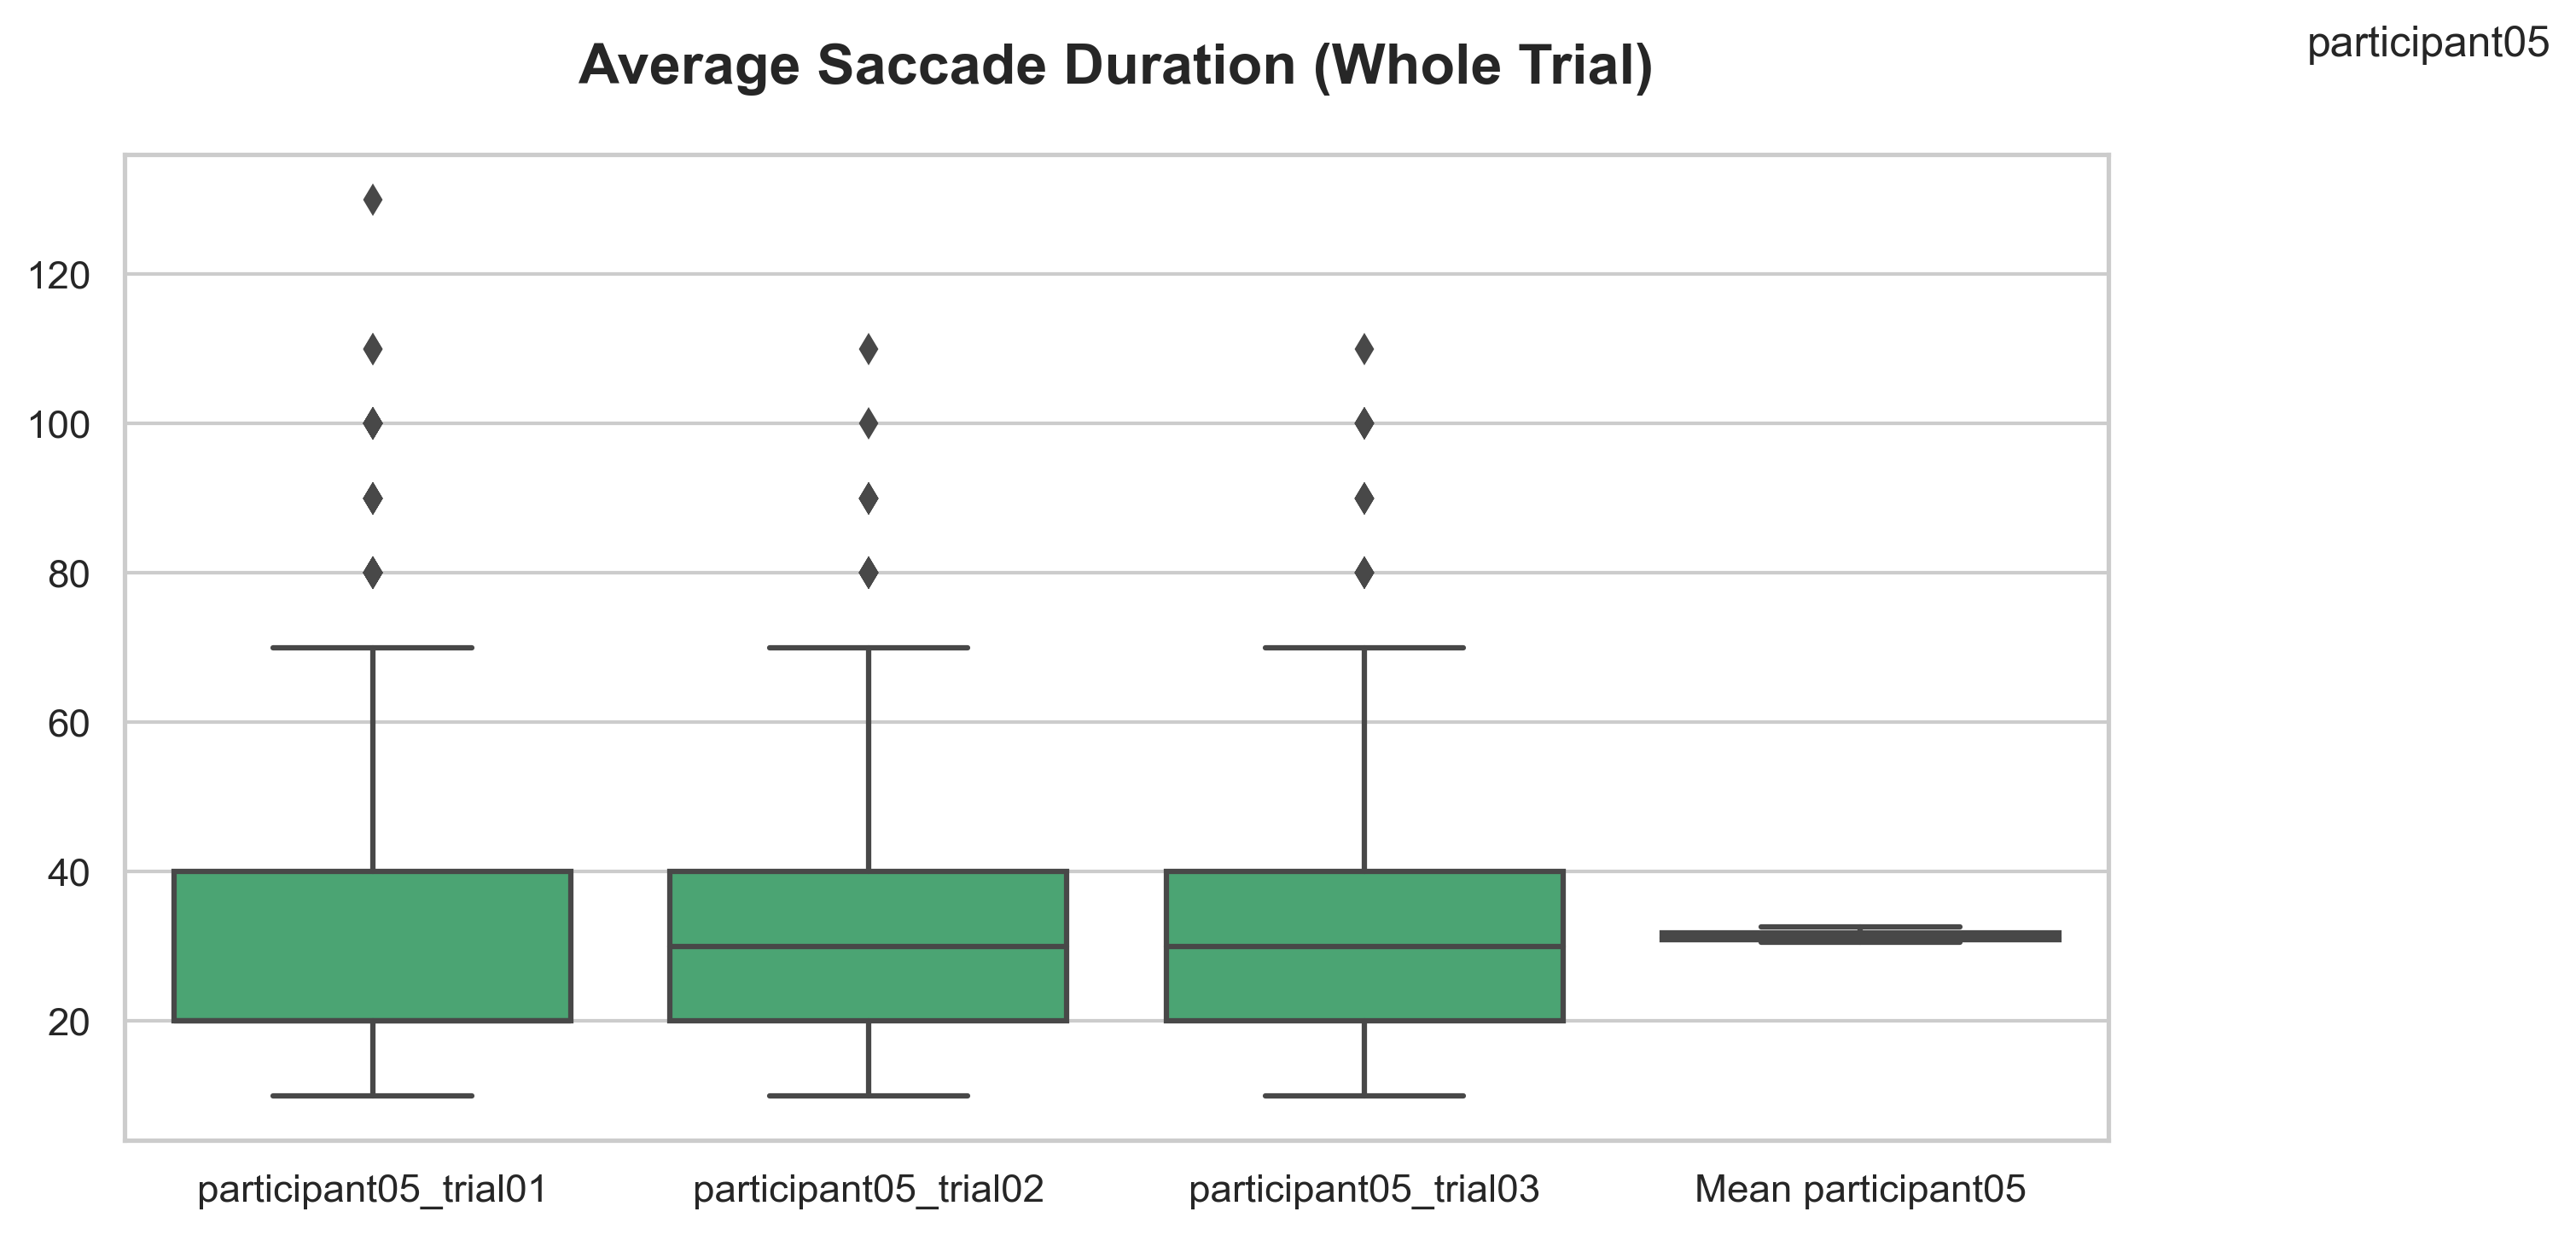 participant05
Average Saccade Duration (Whole Trial)
120
100
80
60
40
20
participant05_trial01 participant05_trial02 participant05_trial03 Mean participant05